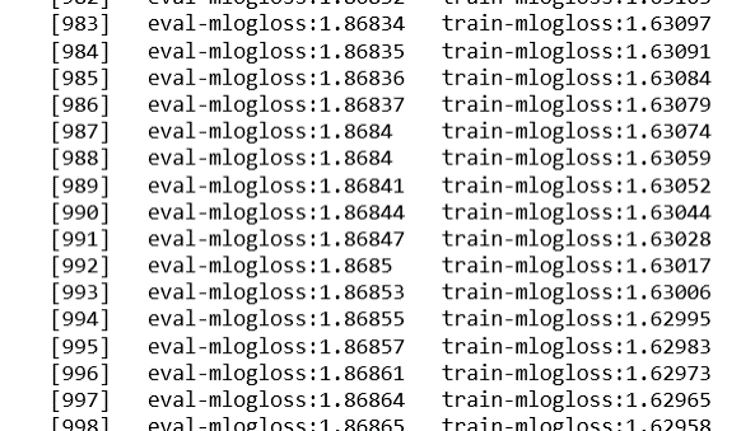 [983] eval-mlogloss:1.86834 train-mlogloss:1.63097
[984] eval-mlogloss:1.86835 train-mlogloss:1.63091
[985] eval-mlogloss:1.86836 train-mlogloss:1.63084
[986] eval-mlogloss:1.86837 train-mlogloss:1.63079
[987] eval-mlogloss:1.8684 train-mlogloss:1.63074
[988] eval-mlogloss:1.8684 train-mlogloss:1.63059
[989] eval-mlogloss:1.86841 train-mlogloss:1.63052
[990] eval-mlogloss:1.86844 train-mlogloss:1.63044
[991] eval-mlogloss:1.86847 train-mlogloss:1.63028
[992] eval-mlogloss:1.8685 train-mlogloss:1.63017
[993] eval-mlogloss:1.86853 train-mlogloss:1.63006
[994] eval-mlogloss:1.86855 train-mlogloss:1.62995
[995] eval-mlogloss:1.86857 train-mlogloss:1.62983
[996] eval-mlogloss:1.86861 train-mlogloss:1.62973
[997] eval-mlogloss:1.86864 train-mlogloss:1.62965
[998] eval-mlogloss:1.86865 train-mlogloss:1.62958